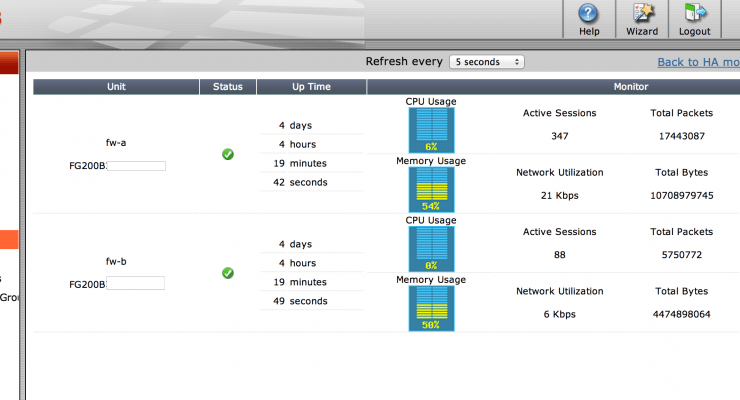 Help
Wizard
Logout
Refresh every 5 seconds
Back to HA mo
Unit Status Up Time Monitor
fw-a
FG200B
4 days
4 hours
19 minutes
42 seconds
CPU Usage
6%
Memory Usage
54%
Active Sessions
347
Total Packets
17443087
Network Utilization
21 Kbps
Total Bytes
10708979745
fw-b
FG200B
4 days
4 hours
19 minutes
49 seconds
CPU Usage
0%
Memory Usage
50%
Active Sessions
88
Total Packets
5750772
Network Utilization
6 Kbps
Total Bytes
4474898064
Grou